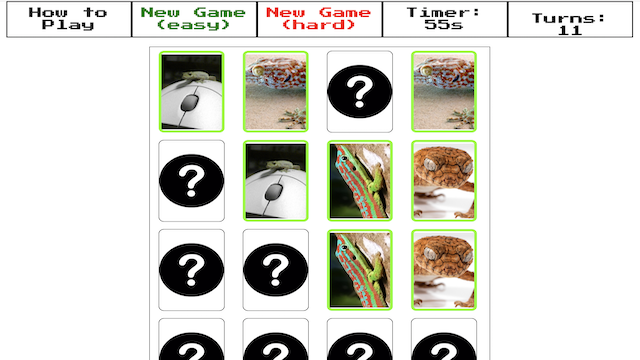 How to
Play
New Game
(easy)
New Game
(hard)
Timer:
55s
Turns:
11
?
?
?
?
?
?
?
?